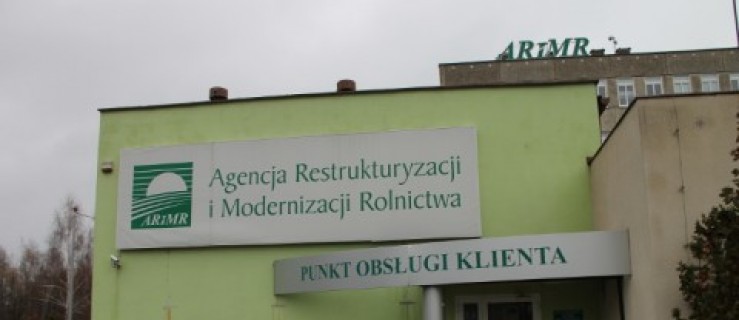 ARiMR
Agencja Restrukturyzacji
i Modernizacji Rolnictwa
ARiMR
PUNKT OBSŁUGI KLIENTA